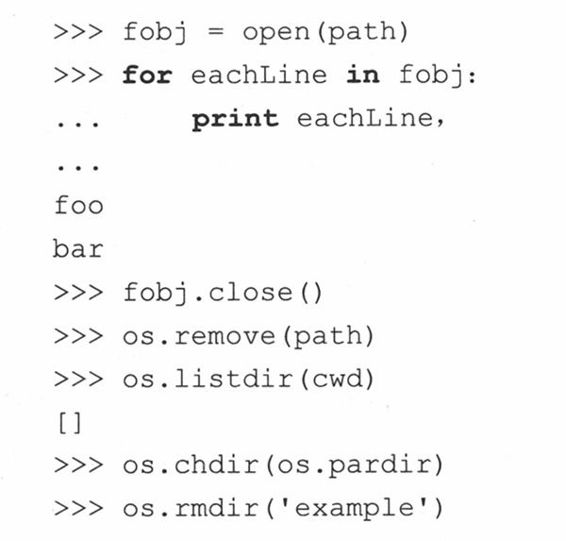 >>> fobj = open(path)
>>> for eachLine in fobj:
...     print eachLine,
...
foo
bar
>>> fobj.close()
>>> os.remove(path)
>>> os.listdir(cwd)
[]
>>> os.chdir(os.pardir)
>>> os.rmdir('example')